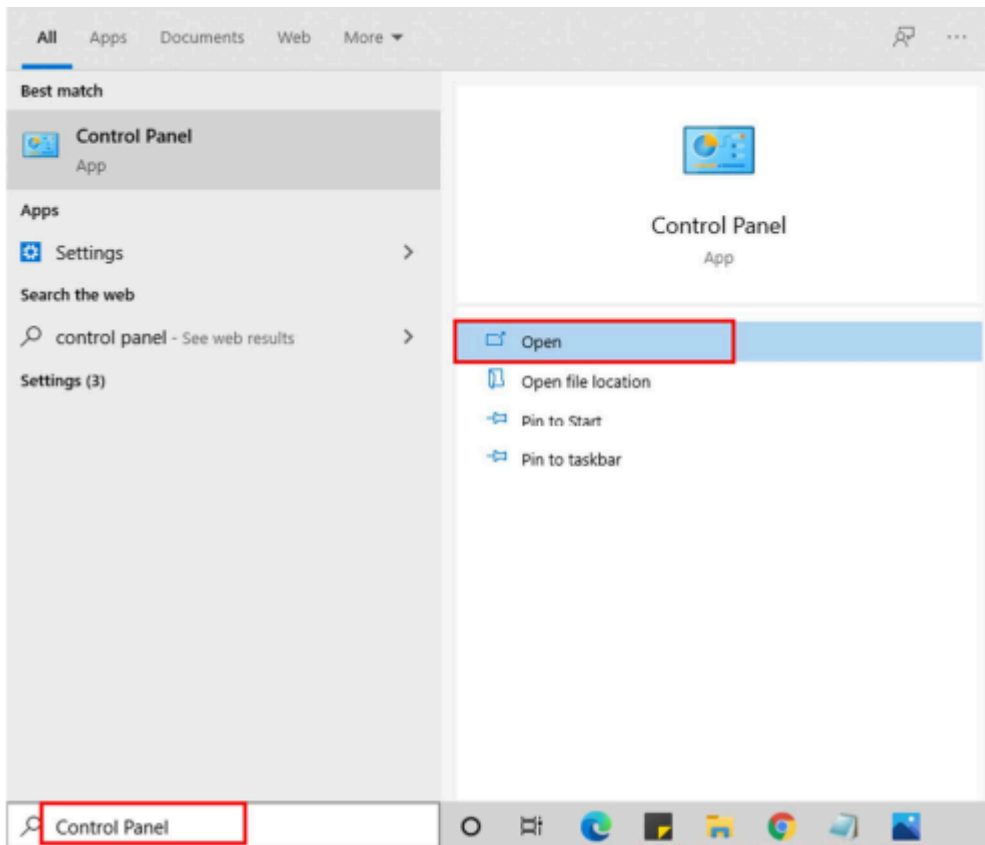 All Apps Documents Web More
Best match
Control Panel
App
Apps
Settings
Search the web
control panel - See web results
Settings (3)
Control Panel
App
Open
Open file location
Pin to Start
Pin to taskbar
Control Panel